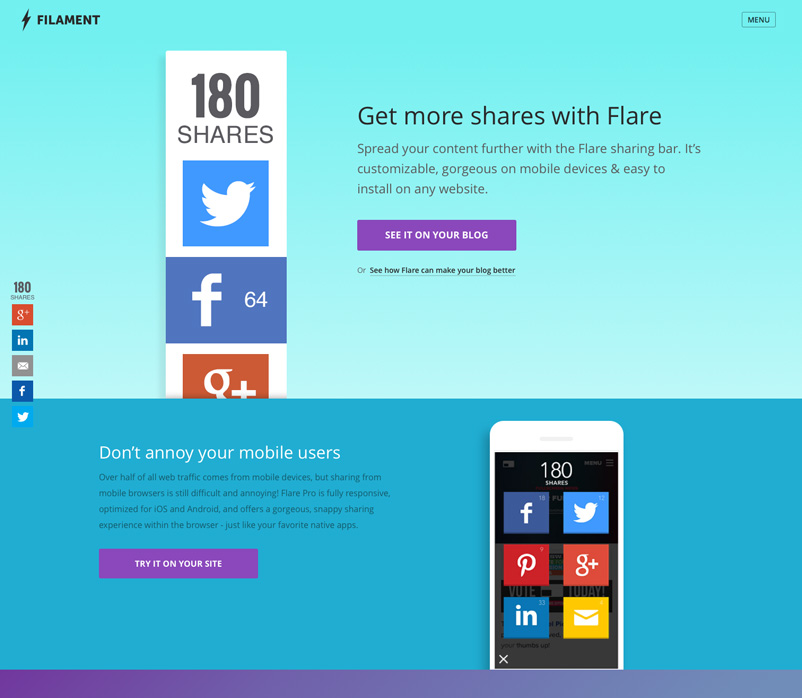 FILAMENT
MENU
180
SHARES
64
g+
Get more shares with Flare
Spread your content further with the Flare sharing bar. It's
customizable, gorgeous on mobile devices & easy to
install on any website.
SEE IT ON YOUR BLOG
Or See how Flare can make your blog better
180
SHARES
g+
in
f
Don't annoy your mobile users
Over half of all web traffic comes from mobile devices, but sharing from
mobile browsers is still difficult and annoying! Flare Pro is fully responsive,
optimized for iOS and Android, and offers a gorgeous, snappy sharing
experience within the browser - just like your favorite native apps.
TRY IT ON YOUR SITE
MENU
180
SHARES
18
12
9
g+
VOTE
TODAY!
33
in
your thumbs up!